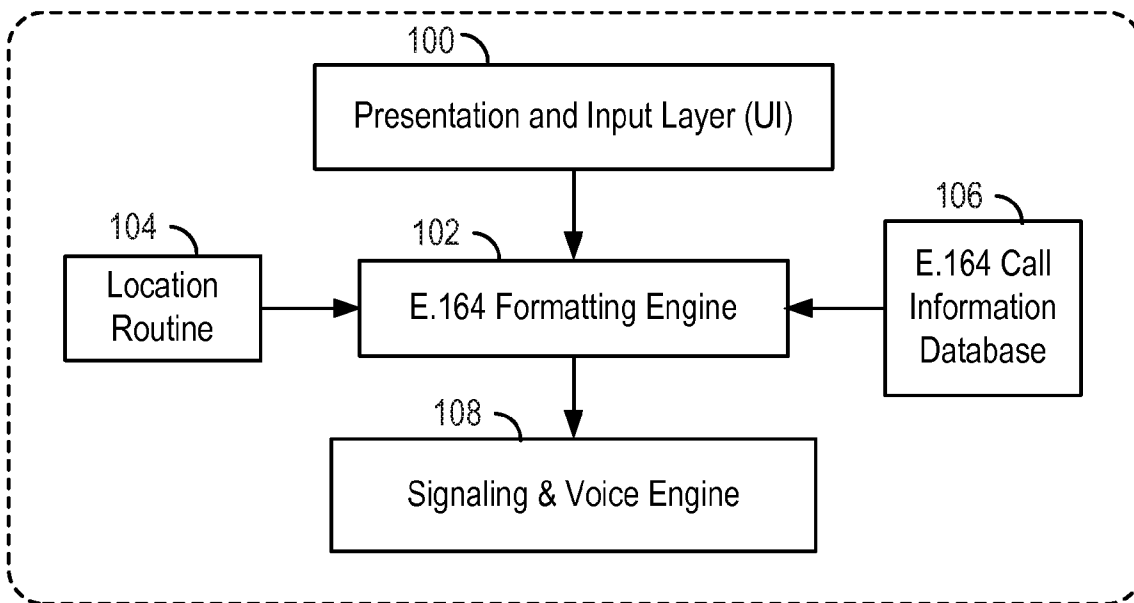 100
Presentation and Input Layer (UI)
106
104
102
E.164 Call
Information
Database
Location
Routine
E.164 Formatting Engine
108
Signaling & Voice Engine